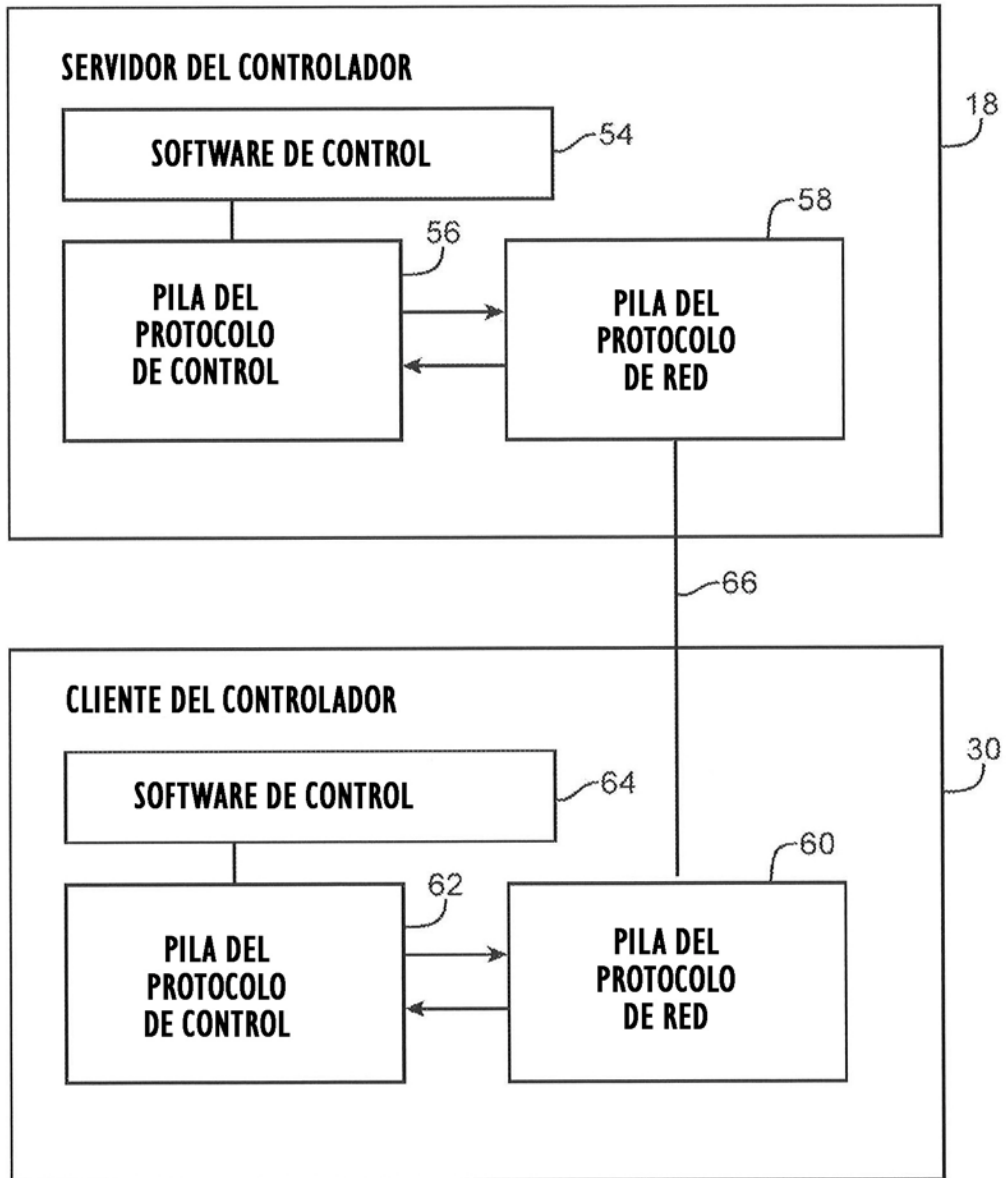 SERVIDOR DEL CONTROLADOR
18
SOFTWARE DE CONTROL
54
58
56
PILA DEL
PROTOCOLO
DE CONTROL
PILA DEL
PROTOCOLO
DE RED
66
CLIENTE DEL CONTROLADOR
30
SOFTWARE DE CONTROL
64
60
62
PILA DEL
PROTOCOLO
DE CONTROL
PILA DEL
PROTOCOLO
DE RED